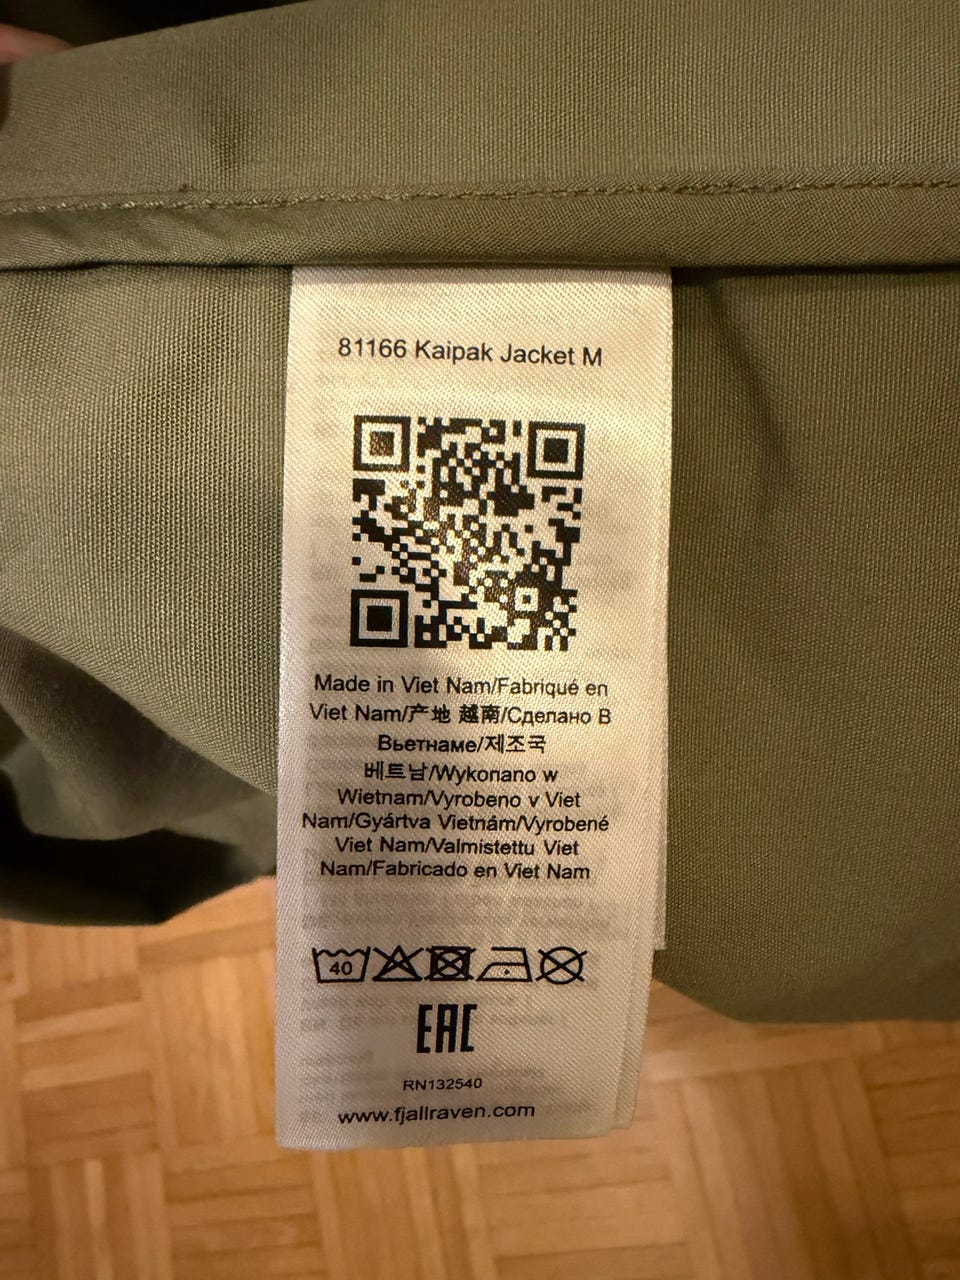 81166 Kaipak Jacket M
Made in Viet Nam/Fabriqué en
Viet Nam/产地 越南/Сделано В
Вьетнаме/제조국
베트남/Wykonano w
Wietnam/Vyrobeno v Viet
Nam/Gyártva Vietnám/Vyrobené
Viet Nam/Valmistettu Viet
Nam/Fabricado en Viet Nam
40
EAC
RN132540
www.fjallraven.com